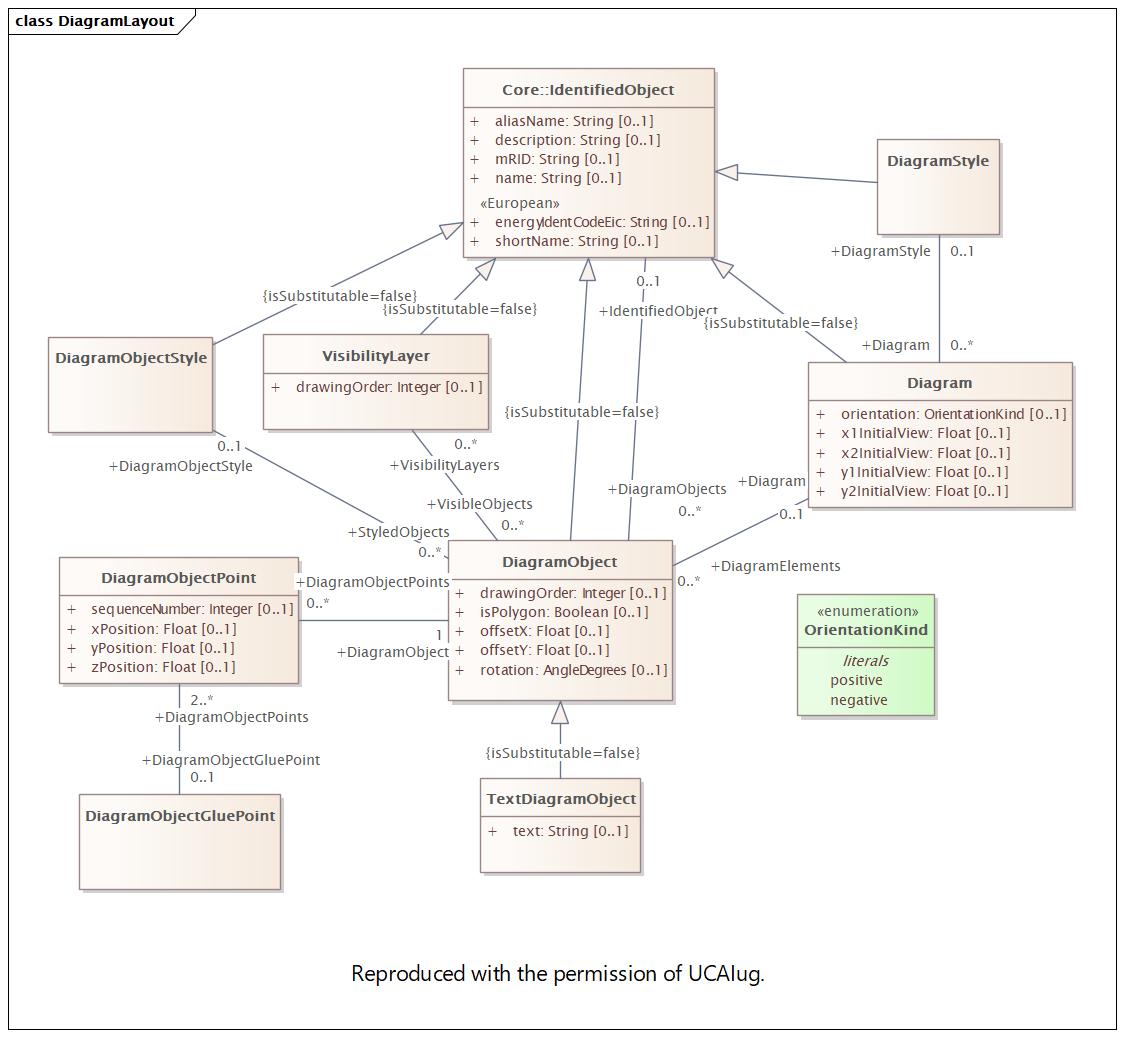 class DiagramLayout
Core::IdentifiedObject
+ aliasName: String [0..1]
+ description: String [0..1]
+ mRID: String [0..1]
+ name: String [0..1]
«European»
+ energyIdentCodeEic: String [0..1]
+ shortName: String [0..1]
DiagramStyle
+DiagramStyle 0..1
{isSubstitutable=false}
{isSubstitutable=false}
0..1
+IdentifiedObject
{isSubstitutable=false}
+Diagram 0..*
DiagramObjectStyle
VisibilityLayer
+ drawingOrder: Integer [0..1]
Diagram
+ orientation: OrientationKind [0..1]
+ x1InitialView: Float [0..1]
+ x2InitialView: Float [0..1]
+ y1InitialView: Float [0..1]
+ y2InitialView: Float [0..1]
{isSubstitutable=false}
0..1
+DiagramObjectStyle
0..*
+VisibilityLayers
+DiagramObjects
0..*
+Diagram
0..1
+VisibleObjects
0..*
+StyledObjects
0..*
+DiagramElements
0..*
DiagramObjectPoint
+ sequenceNumber: Integer [0..1]
+ xPosition: Float [0..1]
+ yPosition: Float [0..1]
+ zPosition: Float [0..1]
+DiagramObjectPoints
0..*
1
+DiagramObject
DiagramObject
+ drawingOrder: Integer [0..1]
+ isPolygon: Boolean [0..1]
+ offsetX: Float [0..1]
+ offsetY: Float [0..1]
+ rotation: AngleDegrees [0..1]
«enumeration»
OrientationKind
literals
positive
negative
2..*
+DiagramObjectPoints
+DiagramObjectGluePoint
0..1
{isSubstitutable=false}
DiagramObjectGluePoint
TextDiagramObject
+ text: String [0..1]
Reproduced with the permission of UCAIug.